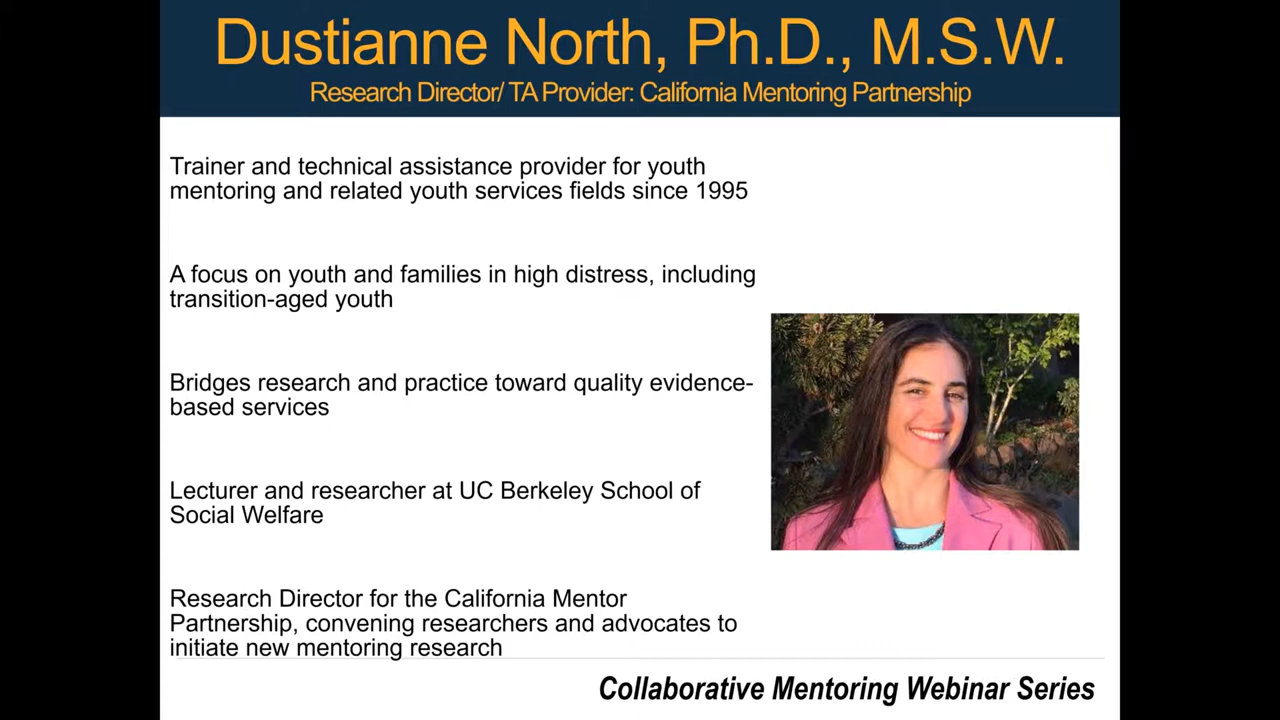 Dustianne North, Ph.D., M.S.W.
Research Director/ TA Provider: California Mentoring Partnership
Trainer and technical assistance provider for youth
mentoring and related youth services fields since 1995
A focus on youth and families in high distress, including
transition-aged youth
Bridges research and practice toward quality evidence-
based services
Lecturer and researcher at UC Berkeley School of
Social Welfare
Research Director for the California Mentor
Partnership, convening researchers and advocates to
initiate new mentoring research
Collaborative Mentoring Webinar Series